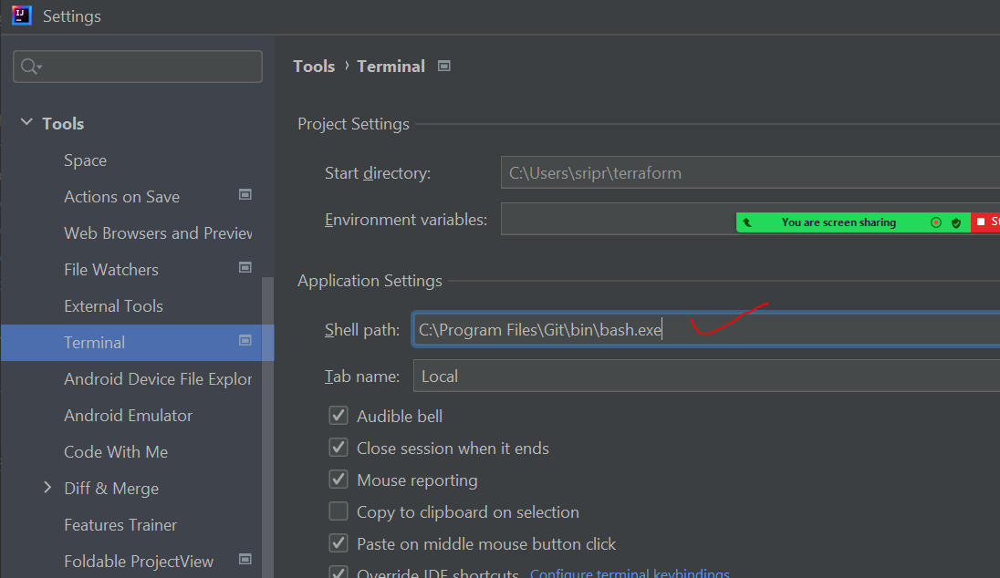 IJ Settings
Tools › Terminal
Tools
Space
Actions on Save
Web Browsers and Preview
File Watchers
External Tools
Terminal
Android Device File Explor
Android Emulator
Code With Me
Diff & Merge
Features Trainer
Foldable ProjectView
Project Settings
Start directory: C:\Users\sripr\terraform
Environment variables:
You are screen sharing St
Application Settings
Shell path: C:\Program Files\Git\bin\bash.exe
Tab name: Local
Audible bell
Close session when it ends
Mouse reporting
Copy to clipboard on selection
Paste on middle mouse button click
Override IDE shortcuts Configure terminal keybindings